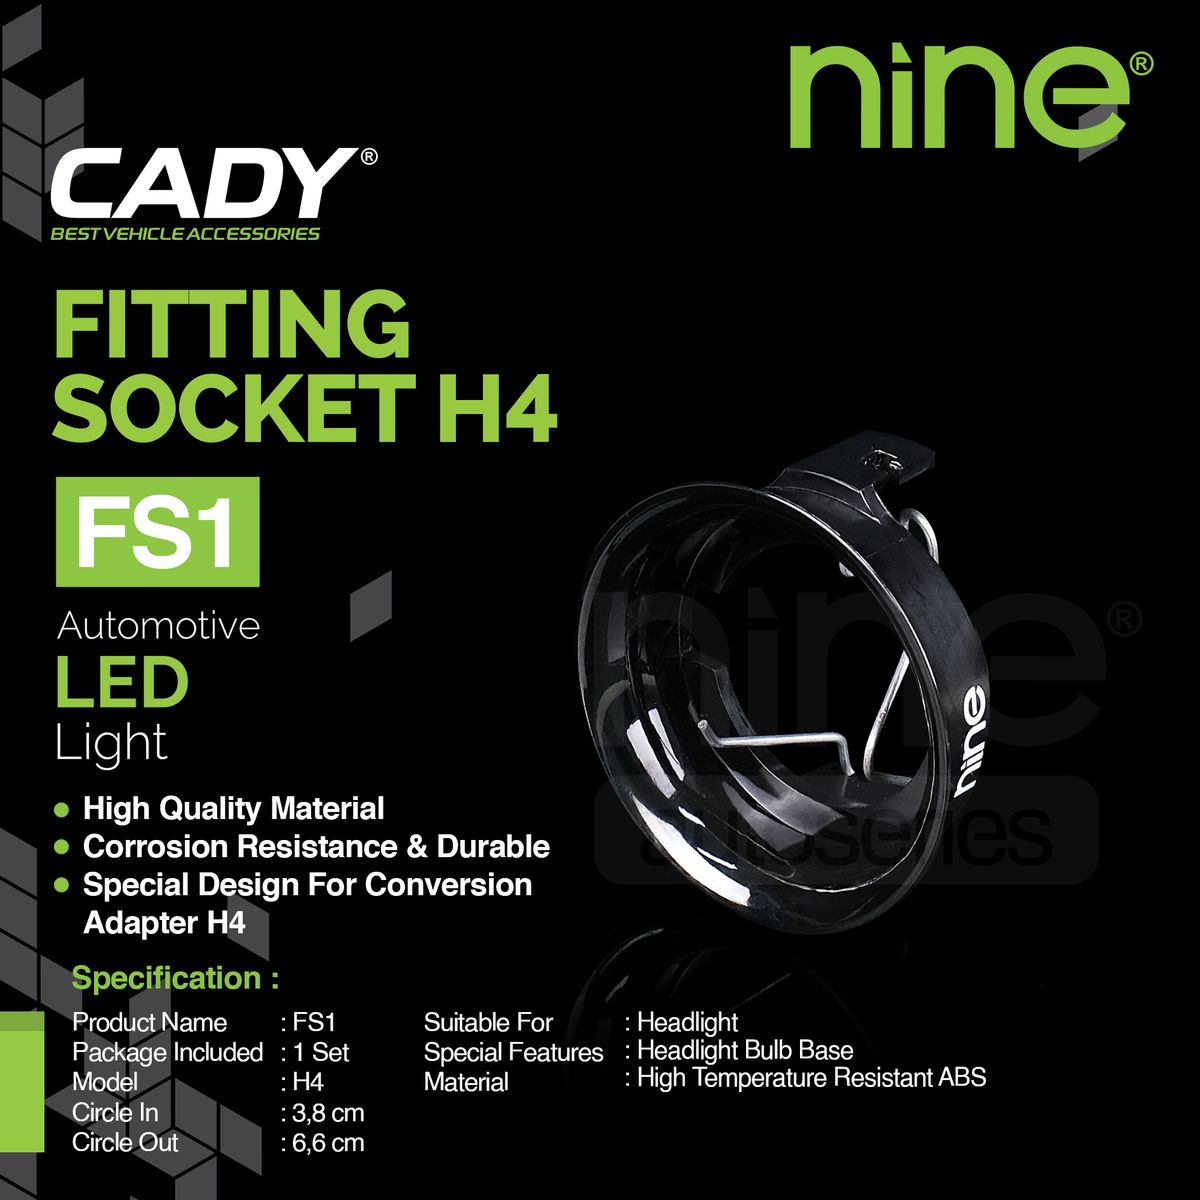 nine®
CADY®
BEST VEHICLE ACCESSORIES
FITTING
SOCKET H4
FS1
Automotive
LED
Light
• High Quality Material
• Corrosion Resistance & Durable
• Special Design For Conversion
Adapter H4
nine
nine®
autoseries
Specification :
Product Name : FS1
Package Included : 1 Set
Model : H4
Circle In : 3,8 cm
Circle Out : 6,6 cm
Suitable For : Headlight
Special Features : Headlight Bulb Base
Material : High Temperature Resistant ABS